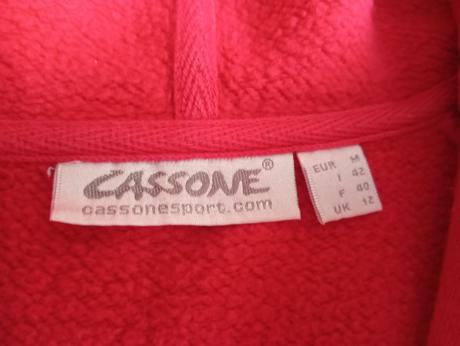 CASSONE®
cassonesport.com
EUR M
I 42
F 40
UK 12